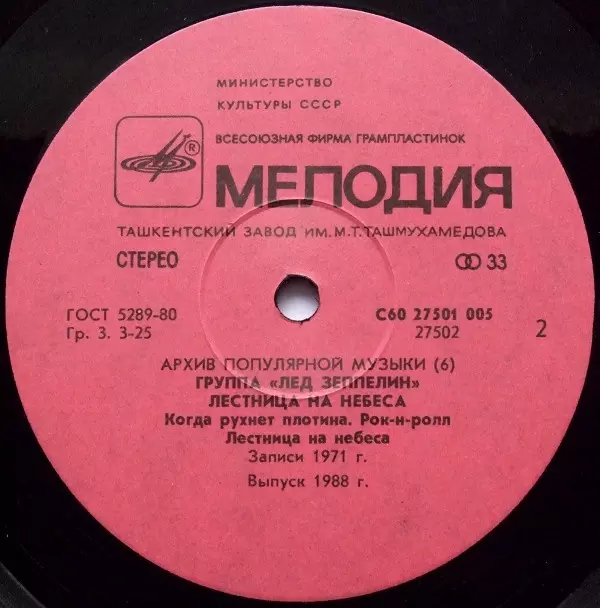 МИНИСТЕРСТВО
КУЛЬТУРЫ СССР
ВСЕСОЮЗНАЯ ФИРМА ГРАМПЛАСТИНОК
®
МЕЛОДИЯ
ТАШКЕНТСКИЙ ЗАВОД ИМ. М.Т.ТАШМУХАМЕДОВА
СТЕРЕО 33
ГОСТ 5289-80 С60 27501 005
Гр. 3. 3-25 27502 2
АРХИВ ПОПУЛЯРНОЙ МУЗЫКИ (6)
ГРУППА «ЛЕД ЗЕППЕЛИН»
ЛЕСТНИЦА НА НЕБЕСА
Когда рухнет плотина. Рок-н-ролл
Лестница на небеса
Записи 1971 г.
Выпуск 1988 г.